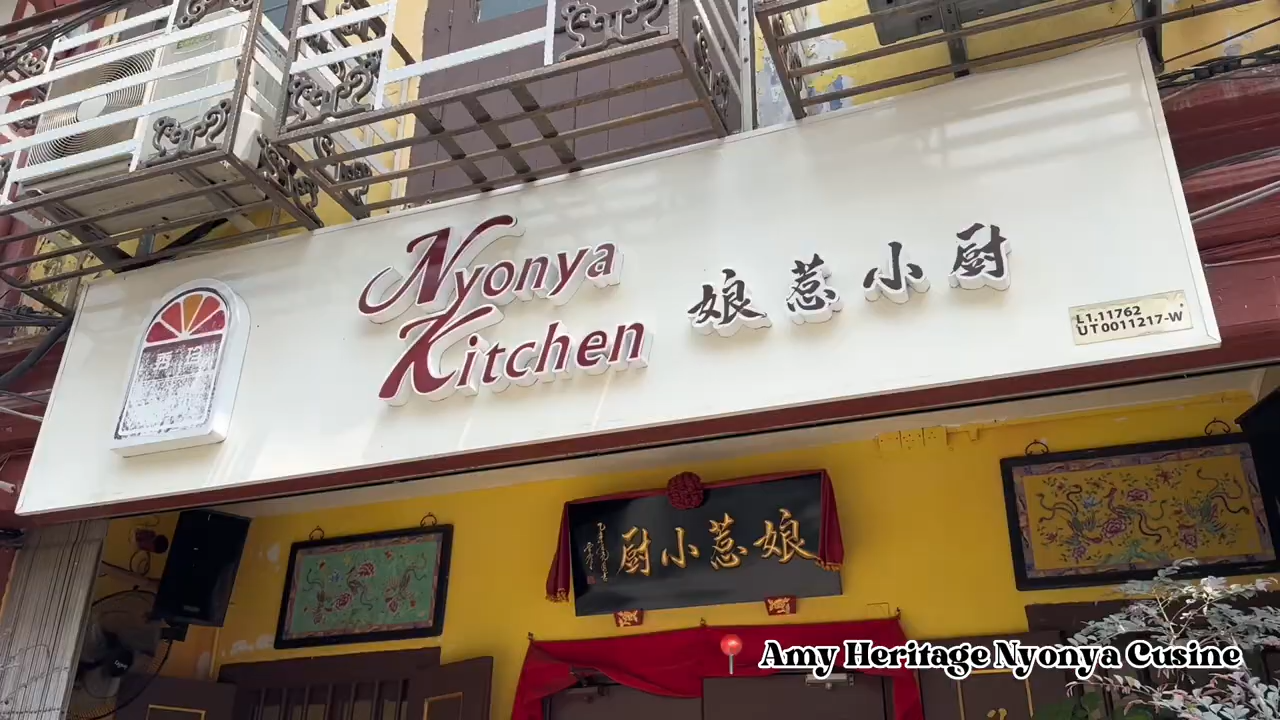 Nyonya
Kitchen
娘惹小厨
L1.11762
UT0011217-W
厨小惹娘
📍 Amy Heritage Nyonya Cusine